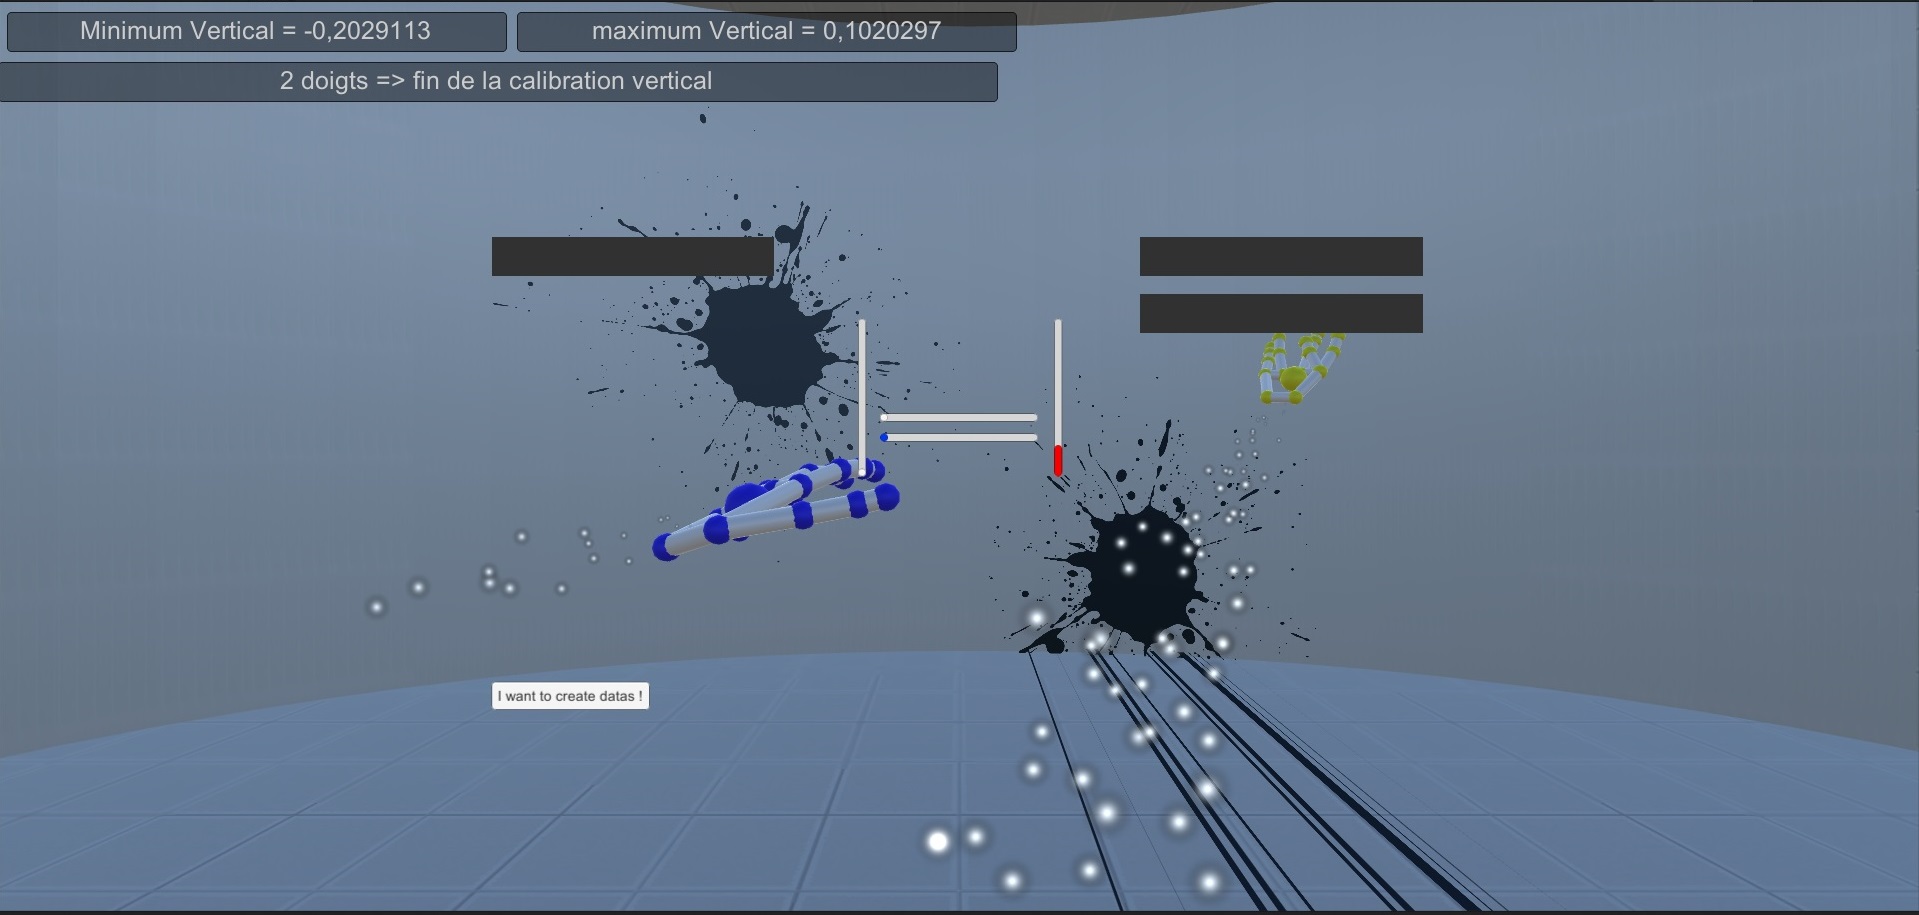 Minimum Vertical = -0,2029113
maximum Vertical = 0,1020297
2 doigts => fin de la calibration vertical
I want to create datas !